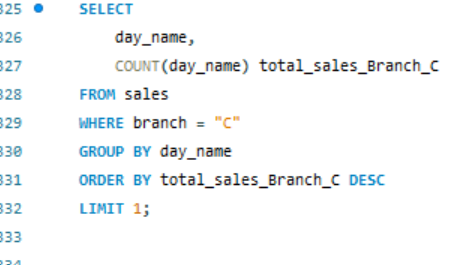 325 SELECT
326 day_name,
327 COUNT(day_name) total_sales_Branch_C
328 FROM sales
329 WHERE branch = "C"
330 GROUP BY day_name
331 ORDER BY total_sales_Branch_C DESC
332 LIMIT 1;
333
334